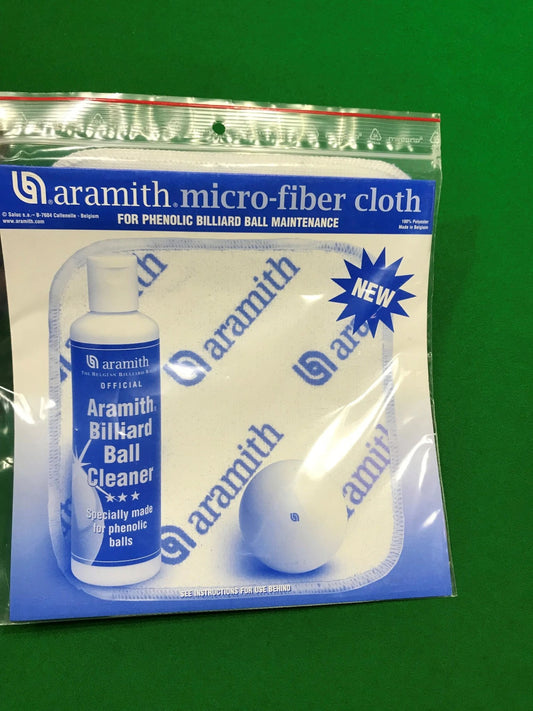 aramith® micro-fiber cloth
© Saluc s.a. – B-7604 Callenelle - Belgium
www.aramith.com
FOR PHENOLIC BILLIARD BALL MAINTENANCE
100% Polyester
Made in Belgium
NEW
aramith
aramith
aramith
aramith
THE BELGIAN BILLIARD
OFFICIAL
Aramith®
Billiard
Ball
Cleaner
Specially made
for phenolic
balls
aramith
SEE INSTRUCTIONS FOR USE BEHIND